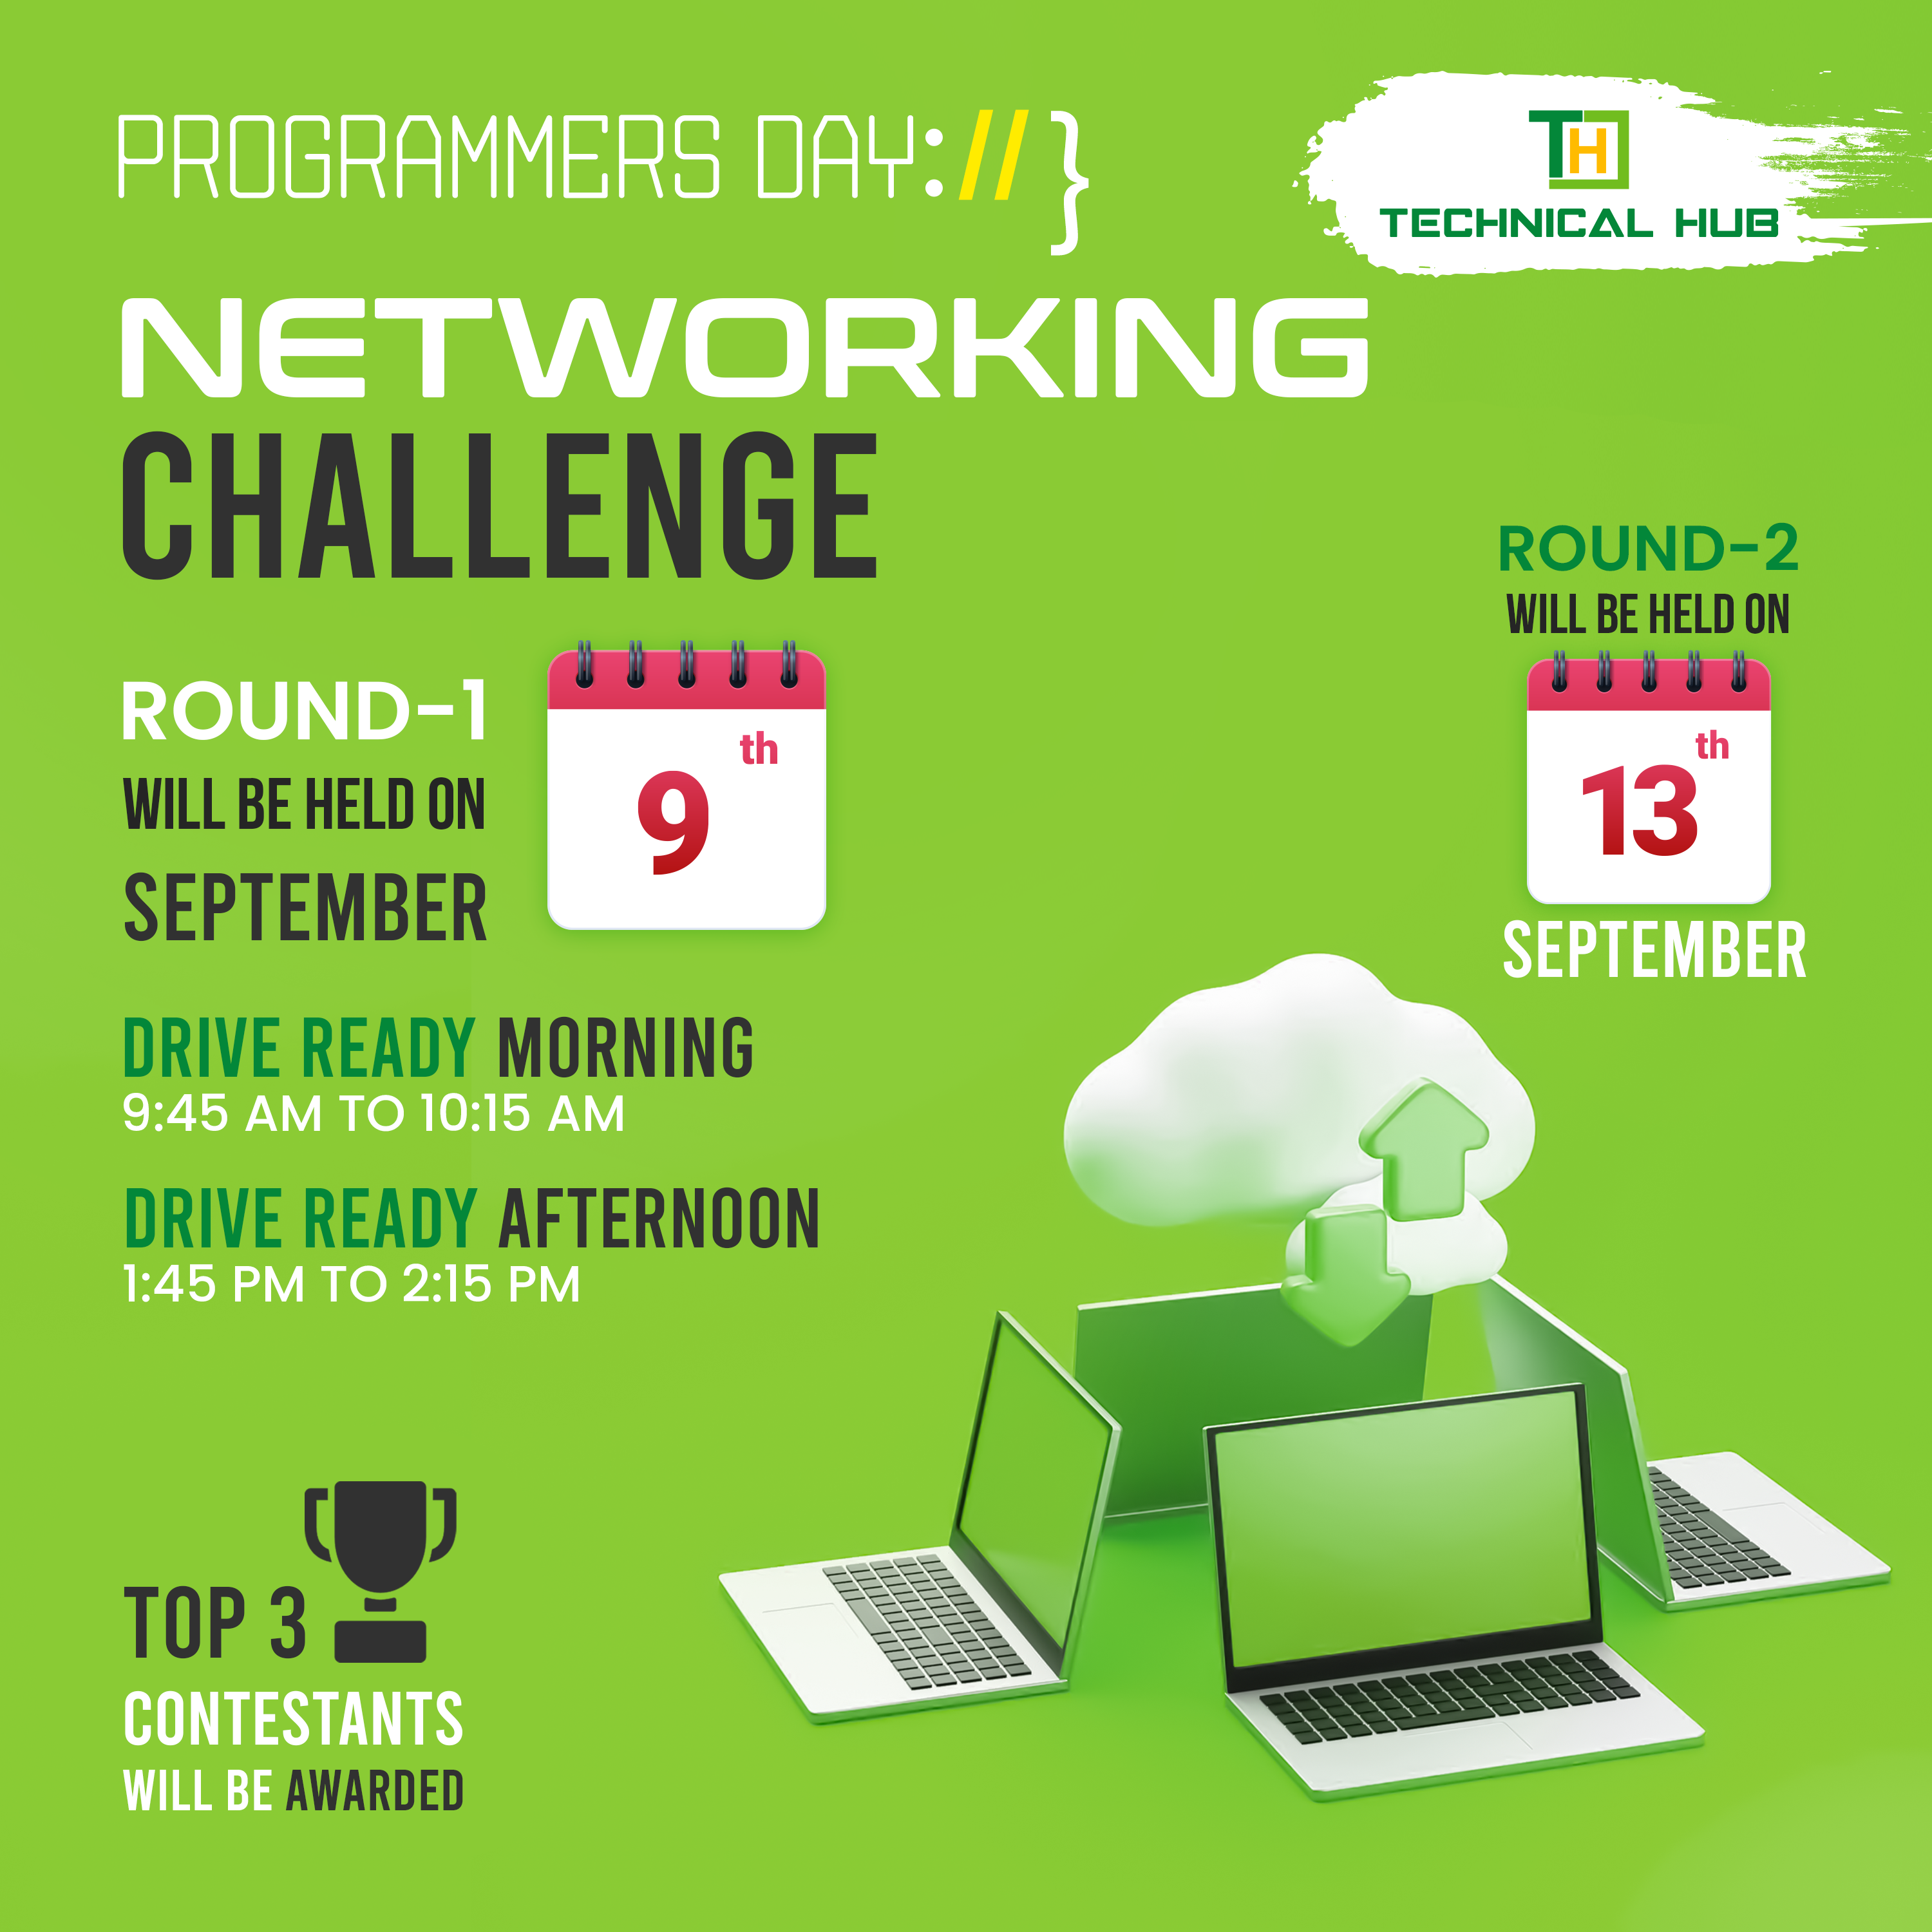 PROGRAMMERS DAY://}
TH
TECHNICAL HUB
NETWORKING
CHALLENGE
ROUND-1
WILL BE HELD ON
SEPTEMBER
9th
ROUND-2
WILL BE HELD ON
13th
SEPTEMBER
DRIVE READY MORNING
9:45 AM TO 10:15 AM
DRIVE READY AFTERNOON
1:45 PM TO 2:15 PM
TOP 3
CONTESTANTS
WILL BE AWARDED